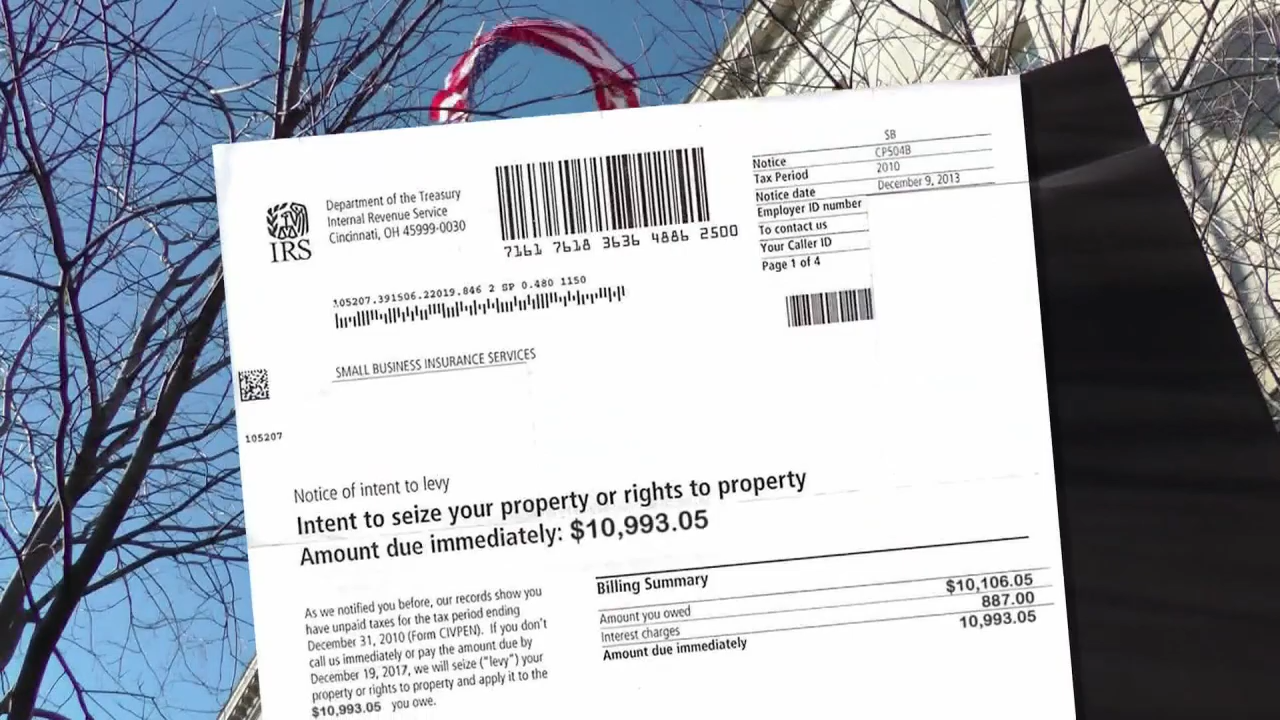 Department of the Treasury
Internal Revenue Service
Cincinnati, OH 45999-0030
IRS
7161 7618 3636 4886 2500
SB
Notice CP504B
Tax Period 2010
Notice date December 9, 2013
Employer ID number
To contact us
Your Caller ID
Page 1 of 4
105207.391506.22019.846 2 SP 0.480 1150
SMALL BUSINESS INSURANCE SERVICES
105207
Notice of intent to levy
Intent to seize your property or rights to property
Amount due immediately: $10,993.05
As we notified you before, our records show you
have unpaid taxes for the tax period ending
December 31, 2010 (Form CIVPEN). If you don't
call us immediately or pay the amount due by
December 19, 2017, we will seize ("levy") your
property or rights to property and apply it to the
$10,993.05 you owe.
Billing Summary
Amount you owed $10,106.05
Interest charges 887.00
Amount due immediately 10,993.05